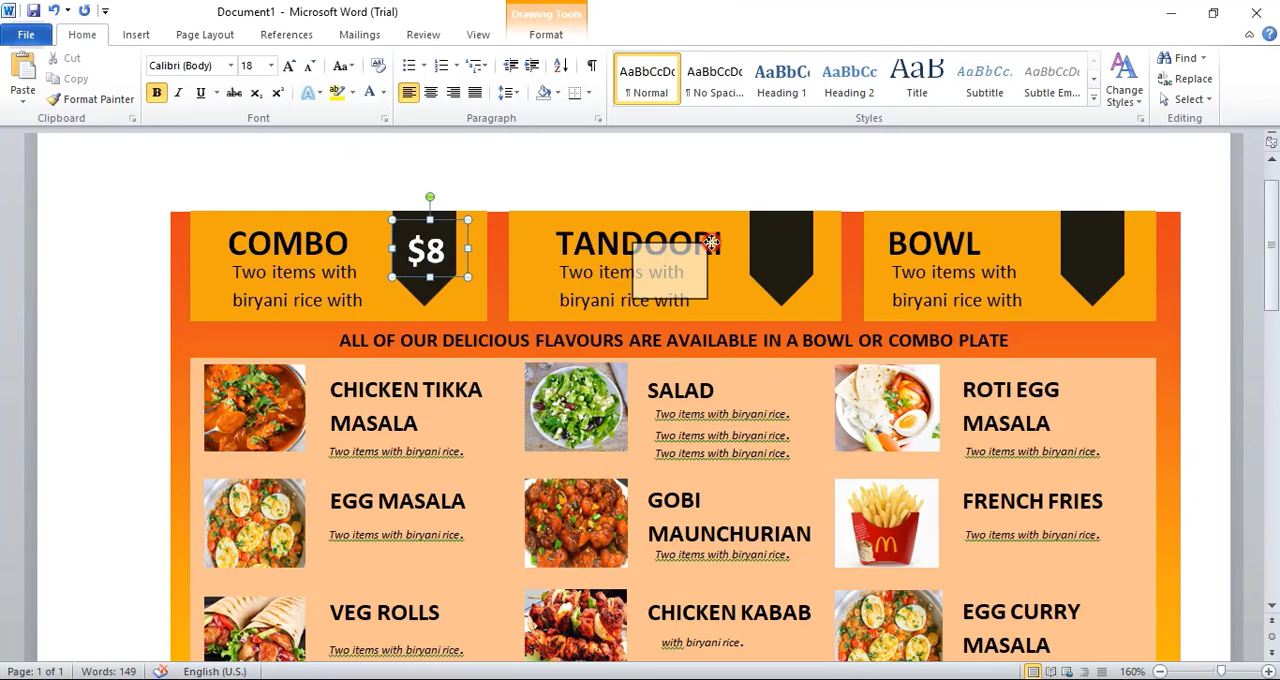 Document1 - Microsoft Word (Trial)
Drawing Tools
File Home Insert Page Layout References Mailings Review View Format
Cut
Copy
Format Painter
Paste
Calibri (Body) 18
Find
Replace
Select
AaBbCcDc AaBbCcDc AaBbC AaBbCc AaB AaBbCc. AaBbCcDc
¶ Normal ¶ No Spaci... Heading 1 Heading 2 Title Subtitle Subtle Em...
Change
Styles
Clipboard Font Paragraph Styles Editing
COMBO
Two items with
biryani rice with
$8
TANDOORI
Two items with
biryani rice with
BOWL
Two items with
biryani rice with
ALL OF OUR DELICIOUS FLAVOURS ARE AVAILABLE IN A BOWL OR COMBO PLATE
CHICKEN TIKKA
MASALA
Two items with biryani rice.
SALAD
Two items with biryani rice.
Two items with biryani rice.
Two items with biryani rice.
ROTI EGG
MASALA
Two items with biryani rice.
EGG MASALA
Two items with biryani rice.
GOBI
MAUNCHURIAN
Two items with biryani rice.
FRENCH FRIES
Two items with biryani rice.
VEG ROLLS
Two items with biryani rice.
CHICKEN KABAB
with biryani rice.
EGG CURRY
MASALA
Page: 1 of 1 Words: 149 English (U.S.) 160%